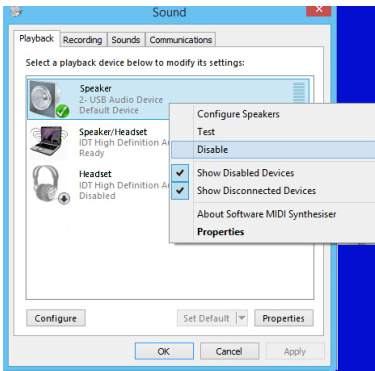 Sound
Playback Recording Sounds Communications
Select a playback device below to modify its settings:
Speaker
2- USB Audio Device
Default Device
Speaker/Headset
IDT High Definition
Ready
Headset
IDT High Definition
Disabled
Configure Speakers
Test
Disable
Show Disabled Devices
Show Disconnected Devices
About Software MIDI Synthesiser
Properties
Configure Set Default Properties
OK Cancel Apply